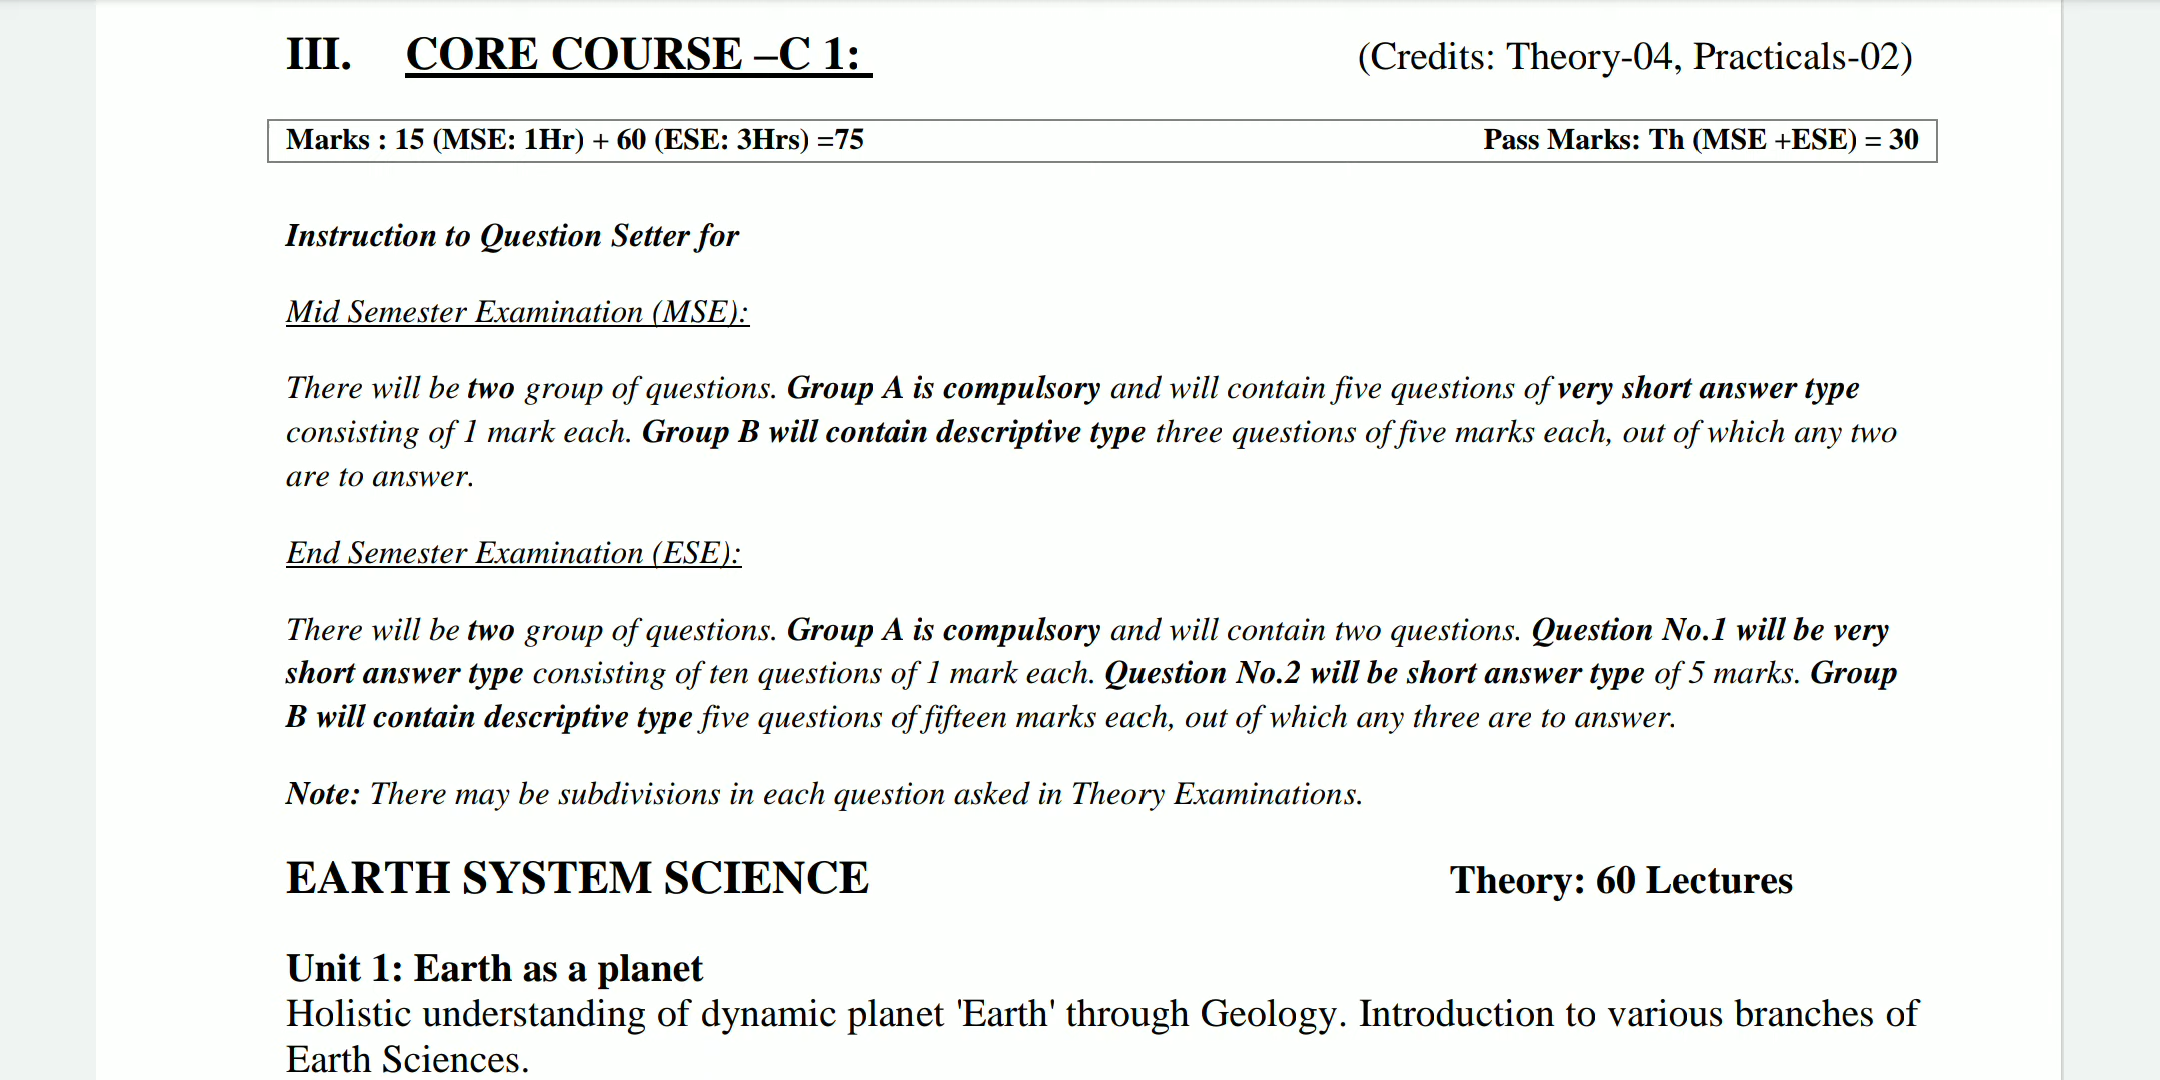 III. CORE COURSE –C 1: (Credits: Theory-04, Practicals-02)
Marks : 15 (MSE: 1Hr) + 60 (ESE: 3Hrs) =75 Pass Marks: Th (MSE +ESE) = 30
Instruction to Question Setter for
Mid Semester Examination (MSE):
There will be two group of questions. Group A is compulsory and will contain five questions of very short answer type
consisting of 1 mark each. Group B will contain descriptive type three questions of five marks each, out of which any two
are to answer.
End Semester Examination (ESE):
There will be two group of questions. Group A is compulsory and will contain two questions. Question No.1 will be very
short answer type consisting of ten questions of 1 mark each. Question No.2 will be short answer type of 5 marks. Group
B will contain descriptive type five questions of fifteen marks each, out of which any three are to answer.
Note: There may be subdivisions in each question asked in Theory Examinations.
EARTH SYSTEM SCIENCE Theory: 60 Lectures
Unit 1: Earth as a planet
Holistic understanding of dynamic planet 'Earth' through Geology. Introduction to various branches of
Earth Sciences.